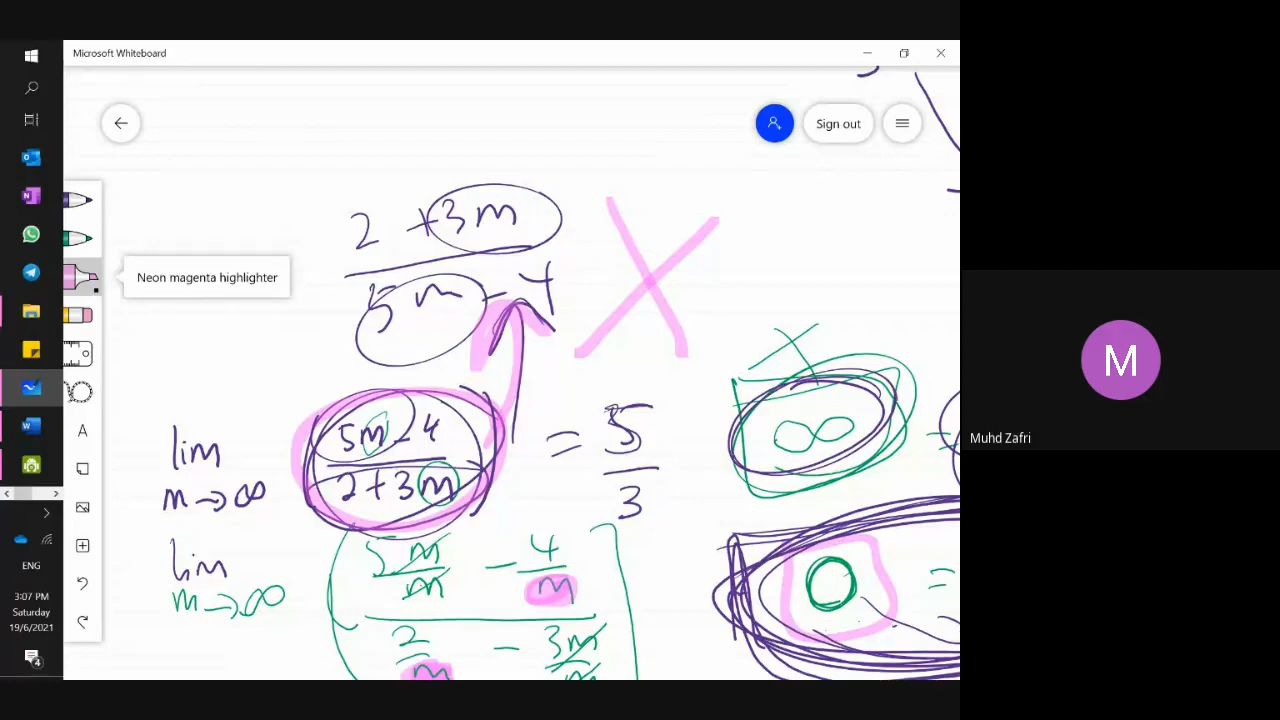 Microsoft Whiteboard
Sign out
2 + 3m
5m - 4
Neon magenta highlighter
lim
m → ∞
5m - 4
2 + 3m
= 5
3
∞
=
lim
m → ∞
5m
m
- 4
m
2
m
- 3m
m
0
=
A
ENG
3:07 PM
Saturday
19/6/2021
4
M
Muhd Zafri